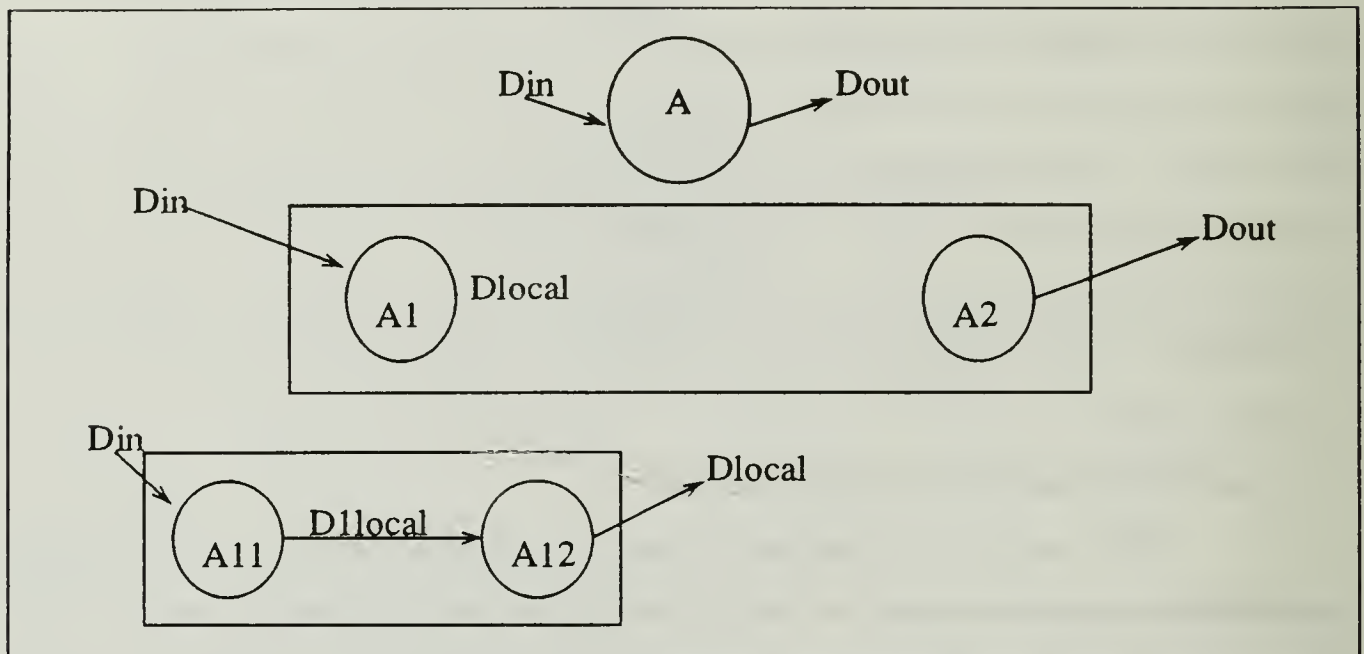 Din
A
Dout
Din
A1
Dlocal
A2
Dout
Din
A11
D1local
A12
Dlocal